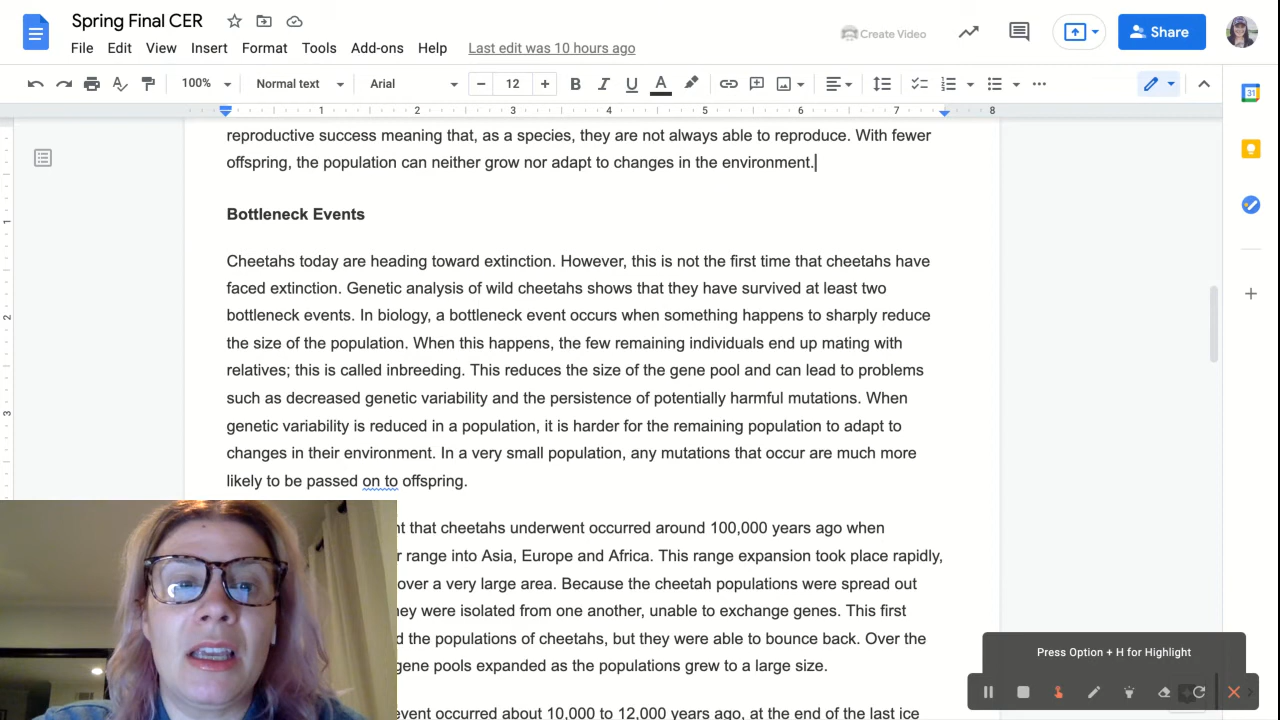 Spring Final CER
File Edit View Insert Format Tools Add-ons Help Last edit was 10 hours ago
Create Video
Share
100% Normal text Arial 12
1 2 3 4 5 6 7 8
reproductive success meaning that, as a species, they are not always able to reproduce. With fewer
offspring, the population can neither grow nor adapt to changes in the environment.
Bottleneck Events
Cheetahs today are heading toward extinction. However, this is not the first time that cheetahs have
faced extinction. Genetic analysis of wild cheetahs shows that they have survived at least two
bottleneck events. In biology, a bottleneck event occurs when something happens to sharply reduce
the size of the population. When this happens, the few remaining individuals end up mating with
relatives; this is called inbreeding. This reduces the size of the gene pool and can lead to problems
such as decreased genetic variability and the persistence of potentially harmful mutations. When
genetic variability is reduced in a population, it is harder for the remaining population to adapt to
changes in their environment. In a very small population, any mutations that occur are much more
likely to be passed on to offspring.
that cheetahs underwent occurred around 100,000 years ago when
range into Asia, Europe and Africa. This range expansion took place rapidly,
over a very large area. Because the cheetah populations were spread out
they were isolated from one another, unable to exchange genes. This first
the populations of cheetahs, but they were able to bounce back. Over the
gene pools expanded as the populations grew to a large size.
event 12,000 years ago, at the end of the last ice
Press Option + H for Highlight
1
2
3
31